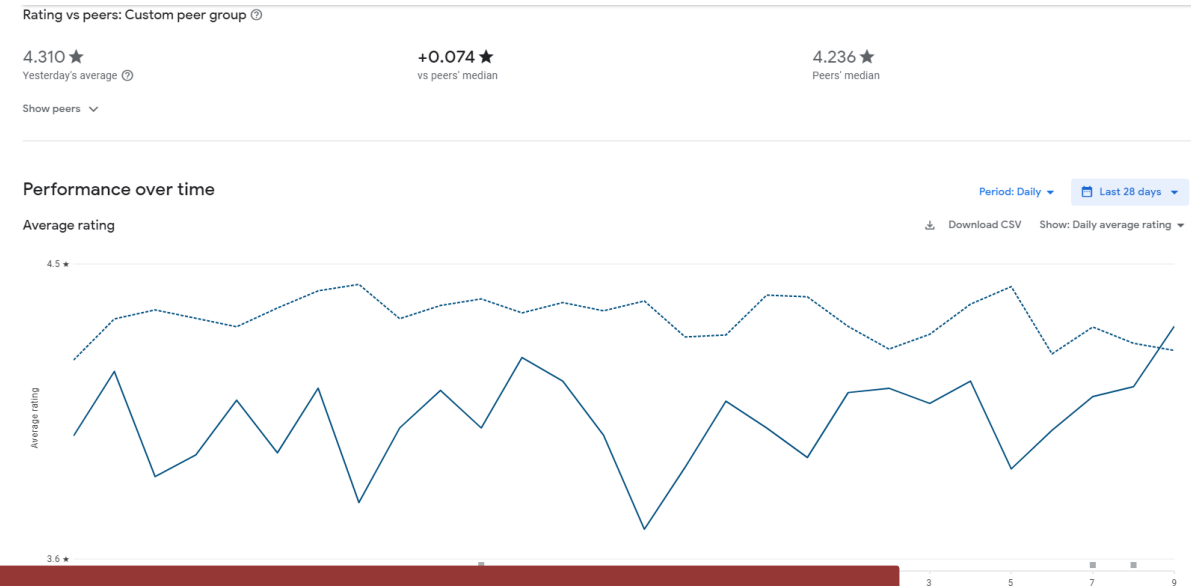 Rating vs peers: Custom peer group
4.310 ★ +0.074 ★ 4.236 ★
Yesterday's average vs peers' median Peers' median
Show peers
Performance over time
Period: Daily Last 28 days
Average rating
Download CSV Show: Daily average rating
4.5 ★
Average rating
3.6 ★
3 5 7 9